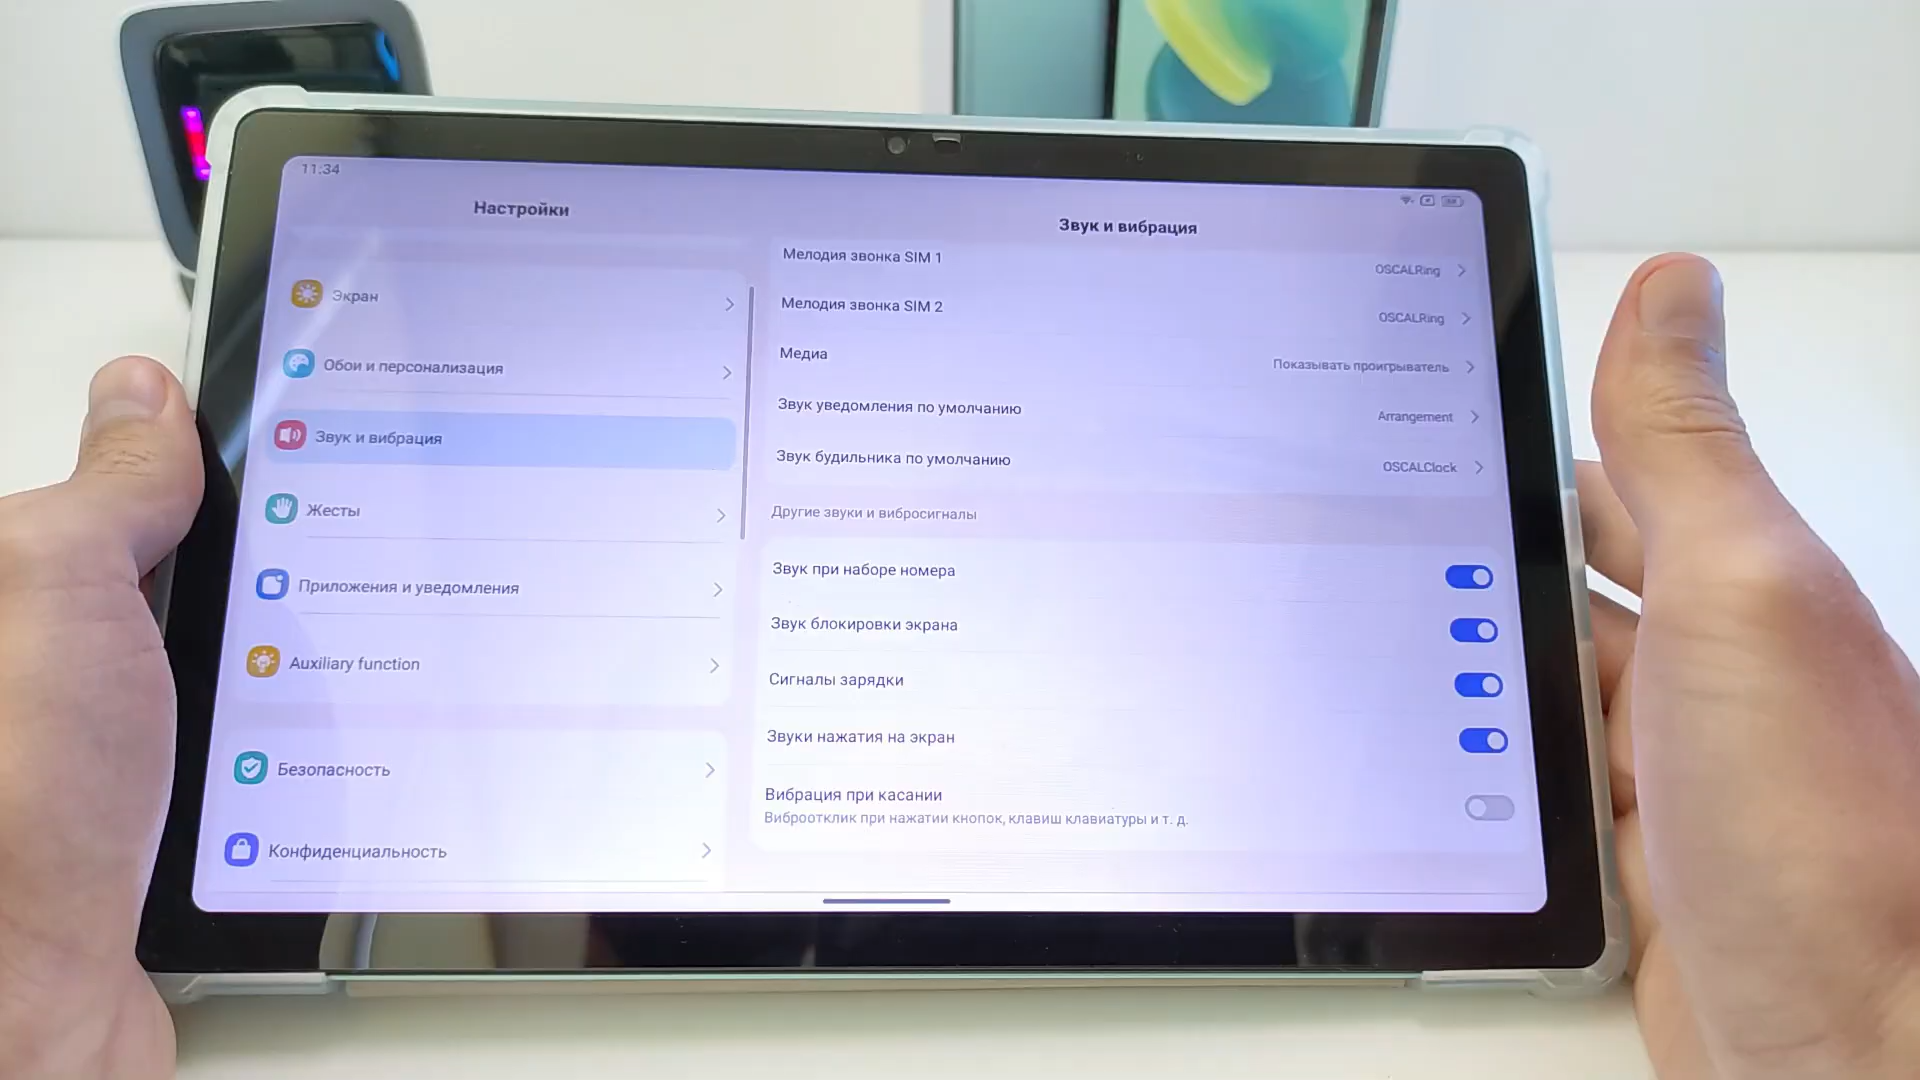 11:34
Настройки
Экран
Обои и персонализация
Звук и вибрация
Жесты
Приложения и уведомления
Auxiliary function
Безопасность
Конфиденциальность
Звук и вибрация
Мелодия звонка SIM 1
OSCALRing
Мелодия звонка SIM 2
OSCALRing
Медиа
Показывать проигрыватель
Звук уведомления по умолчанию
Arrangement
Звук будильника по умолчанию
OSCALClock
Другие звуки и вибросигналы
Звук при наборе номера
Звук блокировки экрана
Сигналы зарядки
Звуки нажатия на экран
Вибрация при касании
Виброотклик при нажатии кнопок, клавиш клавиатуры и т. д.